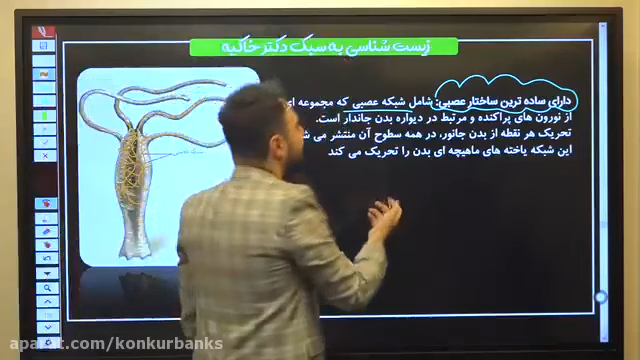 زیست شناسی به سبک دکتر خاکیه
دارای ساده ترین ساختار عصبی: شامل شبکه عصبی که مجموعه ای
از نورون های پراکنده و مرتبط در دیواره بدن جاندار است.
تحریک هر نقطه از بدن جانور، در همه سطوح آن منتشر می
این شبکه یاخته های ماهیچه ای بدن را تحریک می کند
aparat.com/konkurbanks